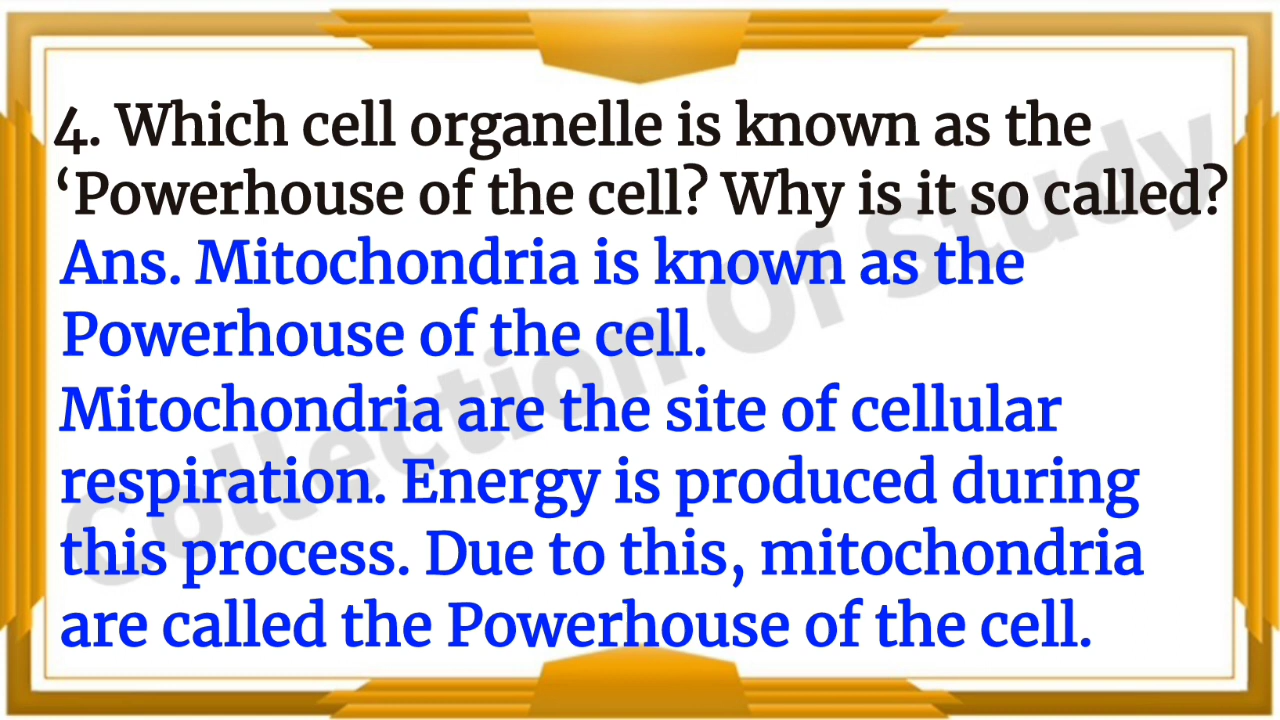 4. Which cell organelle is known as the
‘Powerhouse of the cell? Why is it so called?
Ans. Mitochondria is known as the
Powerhouse of the cell.
Mitochondria are the site of cellular
respiration. Energy is produced during
this process. Due to this, mitochondria
are called the Powerhouse of the cell.
Collection Of Study